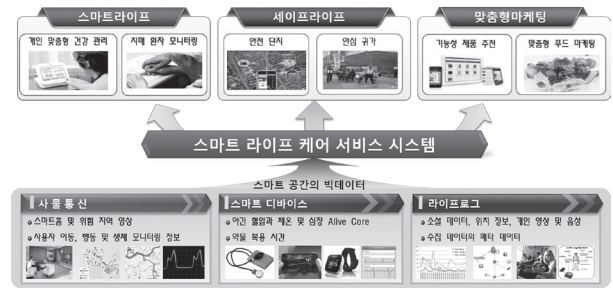 스마트라이프
세이프라이프
맞춤형마케팅
개인 맞춤형 건강 관리
치매 환자 모니터링
안전 단지
안심 귀가
기능성 제품 추천
맞춤형 푸드 마케팅
스마트 라이프 케어 서비스 시스템
스마트 공간의 빅데이터
사물통신
스마트홈 및 위험 지역 영상
사용자 이동, 행동 및 생체 모니터링 정보
스마트 디바이스
야간 혈압과 체온 및 심장 Alive Core
약물 복용 시간
라이프로그
소셜 데이터, 위치 정보, 개인 영상 및 음성
수집 데이터의 메타 데이터